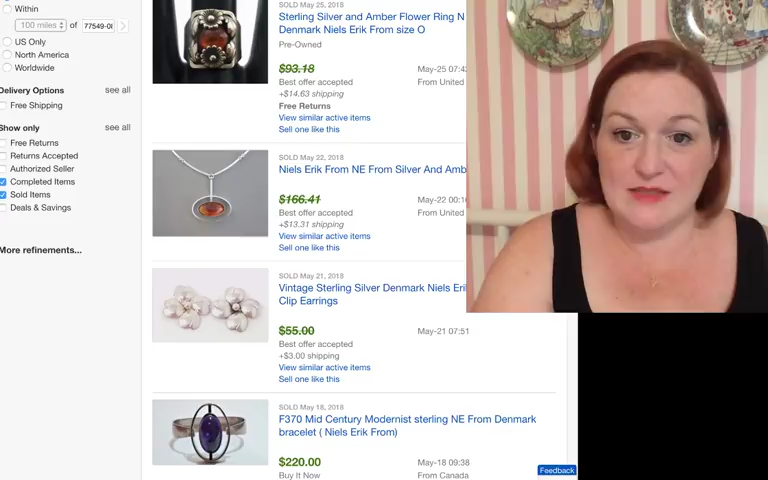 Within
100 miles of 77549-08
US Only
North America
Worldwide
Delivery Options see all
Free Shipping
Show only see all
Free Returns
Returns Accepted
Authorized Seller
Completed Items
Sold Items
Deals & Savings
More refinements...
SOLD May 25, 2018
Sterling Silver and Amber Flower Ring N
Denmark Niels Erik From size O
Pre-Owned
$93.18 May-25 07:42
Best offer accepted From United
+$14.63 shipping
Free Returns
View similar active items
Sell one like this
SOLD May 22, 2018
Niels Erik From NE From Silver And Amb
$166.41 May-22 00:10
Best offer accepted From United
+$13.31 shipping
View similar active items
Sell one like this
SOLD May 21, 2018
Vintage Sterling Silver Denmark Niels Eri
Clip Earrings
$55.00 May-21 07:51
Best offer accepted
+$3.00 shipping
View similar active items
Sell one like this
SOLD May 18, 2018
F370 Mid Century Modernist sterling NE From Denmark
bracelet ( Niels Erik From)
$220.00 May-18 09:38
Buy It Now From Canada
Feedback